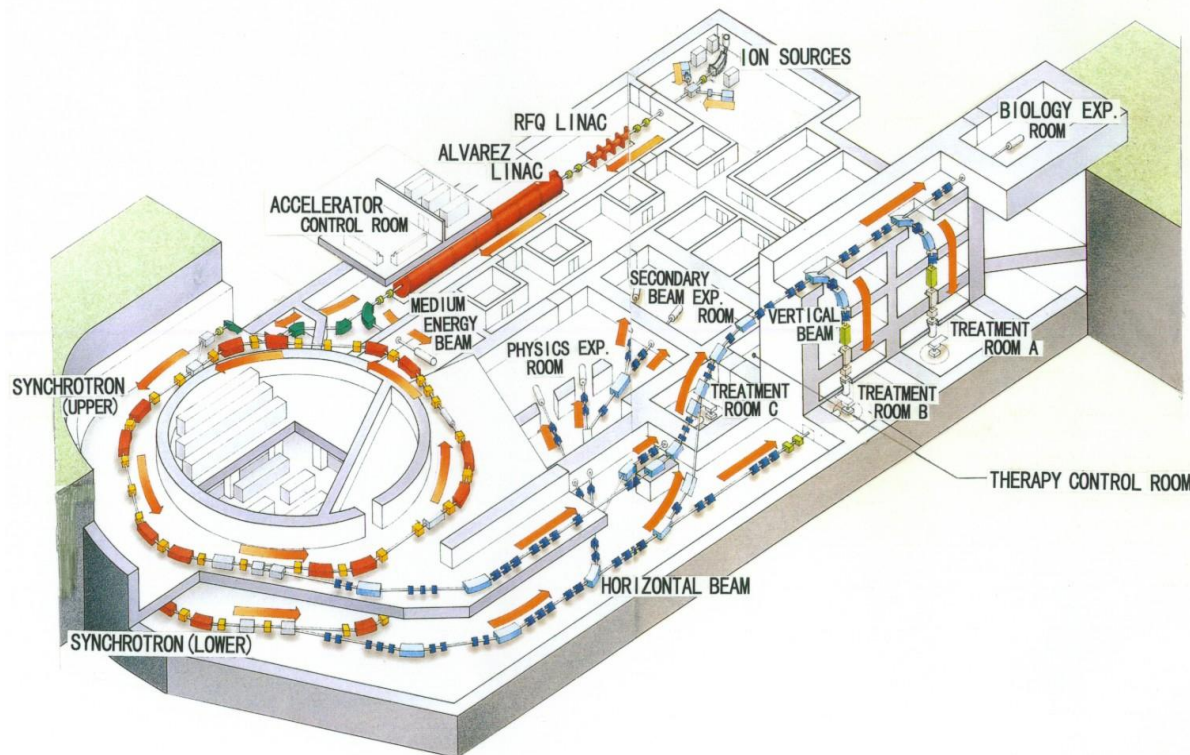 ION SOURCES
BIOLOGY EXP.
ROOM
RFQ LINAC
ALVAREZ
LINAC
ACCELERATOR
CONTROL ROOM
SECONDARY
BEAM EXP.
ROOM
MEDIUM
ENERGY
BEAM
VERTICAL
BEAM
PHYSICS EXP.
ROOM
TREATMENT
ROOM A
SYNCHROTRON
(UPPER)
TREATMENT
ROOM C
TREATMENT
ROOM B
THERAPY CONTROL ROOM
HORIZONTAL BEAM
SYNCHROTRON(LOWER)